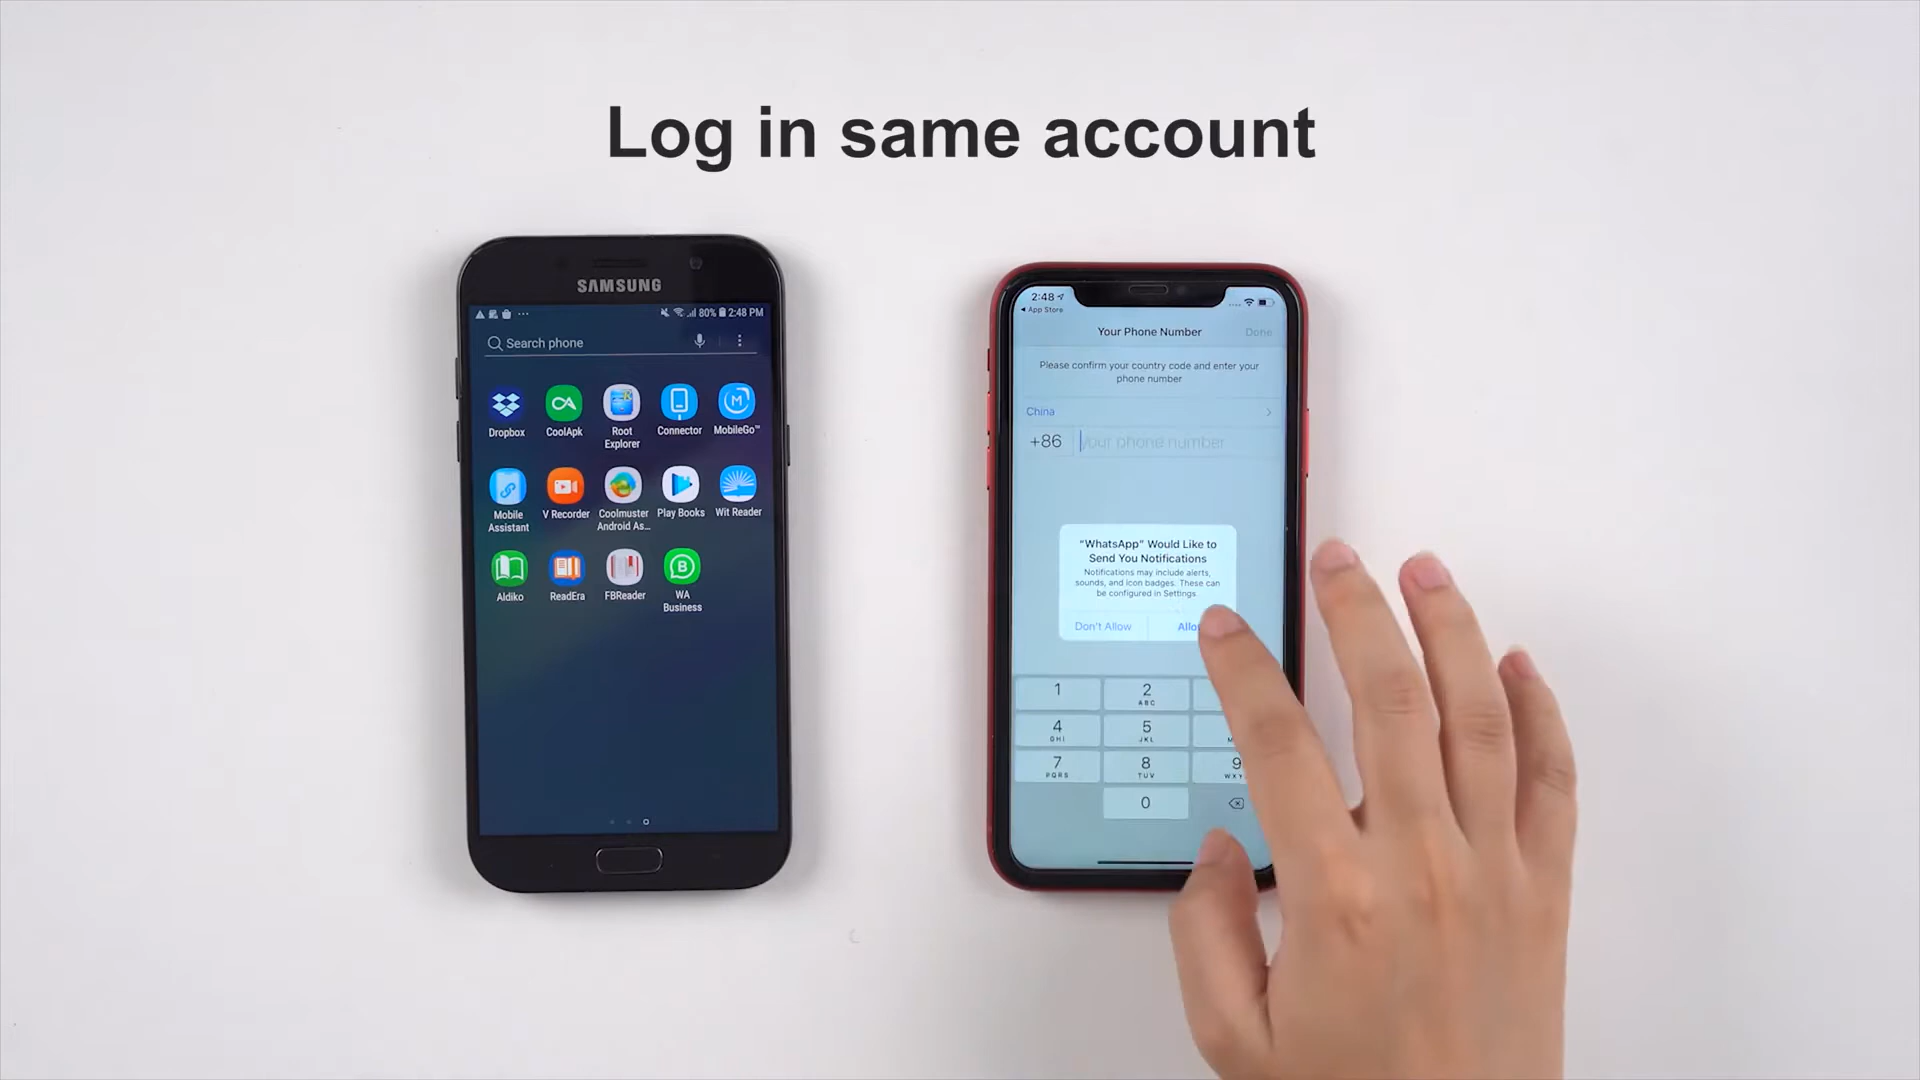 Log in same account
SAMSUNG
80% 2:48 PM
Search phone
Dropbox
CoolApk
Root
Explorer
Connector
MobileGo™
Mobile
Assistant
V Recorder
Coolmuster
Android As...
Play Books
Wit Reader
Aldiko
ReadEra
FBReader
B
WA
Business
2:48
App Store
Your Phone Number
Done
Please confirm your country code and enter your
phone number
China
+86
your phone number
“WhatsApp” Would Like to
Send You Notifications
Notifications may include alerts,
sounds, and icon badges. These can
be configured in Settings.
Don't Allow
1
2
ABC
4
GHI
5
JKL
7
PQRS
8
TUV
9
0